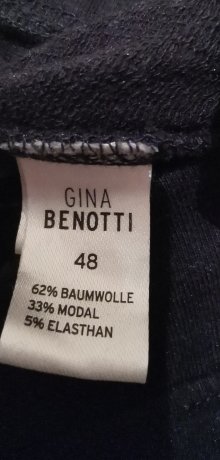 GINA
BENOTTI
48
62% BAUMWOLLE
33% MODAL
5% ELASTHAN